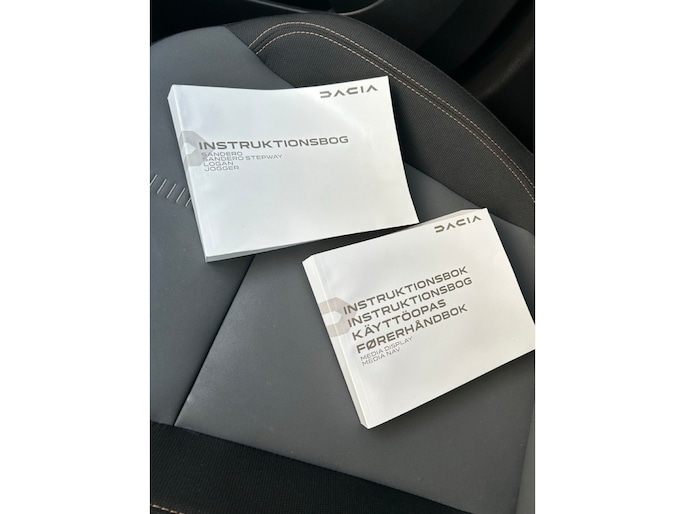 DACIA
INSTRUKTIONSBOG
SANDERO
SANDERO STEPWAY
LOGAN
JOGGER
DACIA
INSTRUKTIONSBOK
INSTRUKTIONSBOG
KÄYTTÖOPAS
FØRERHÅNDBOK
MEDIA DISPLAY
MEDIA NAV